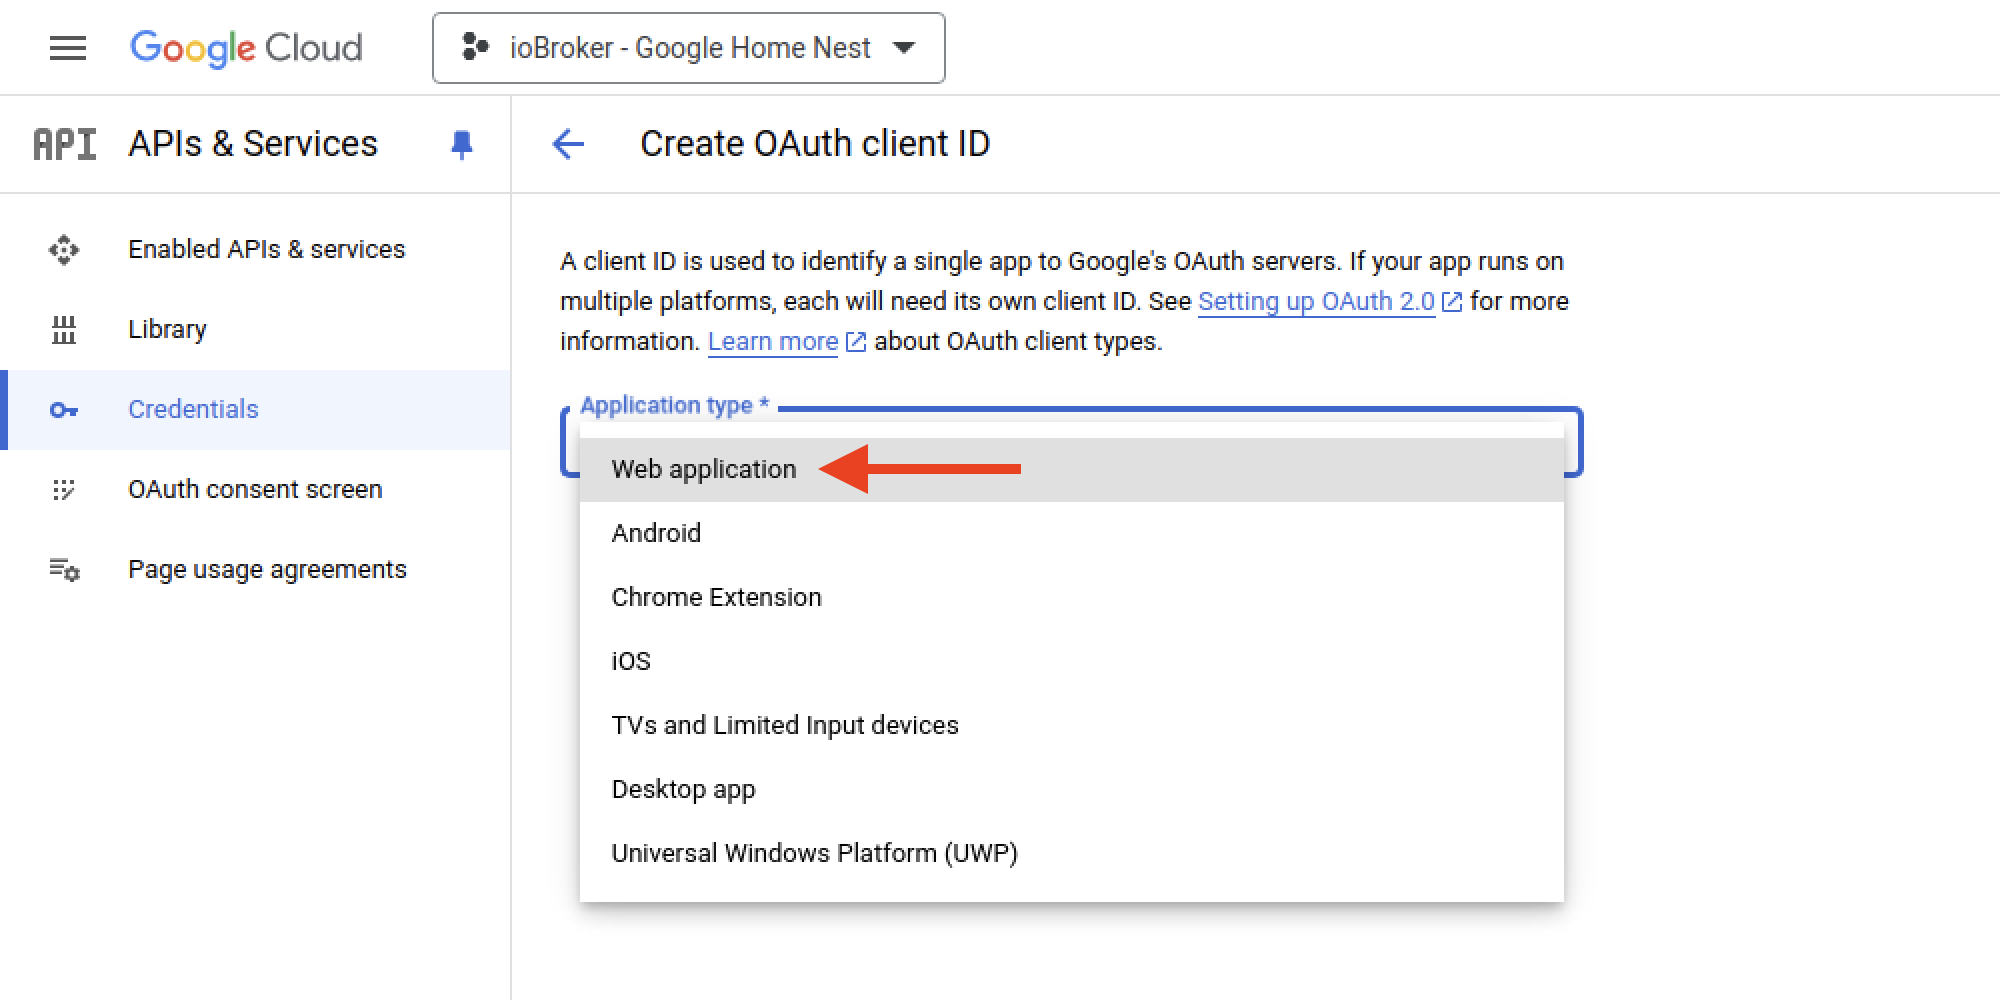 Google Cloud
ioBroker - Google Home Nest
API
APIs & Services
Create OAuth client ID
Enabled APIs & services
Library
Credentials
OAuth consent screen
Page usage agreements
A client ID is used to identify a single app to Google's OAuth servers. If your app runs on
multiple platforms, each will need its own client ID. See Setting up OAuth 2.0 for more
information. Learn more about OAuth client types.
Application type *
Web application
Android
Chrome Extension
iOS
TVs and Limited Input devices
Desktop app
Universal Windows Platform (UWP)